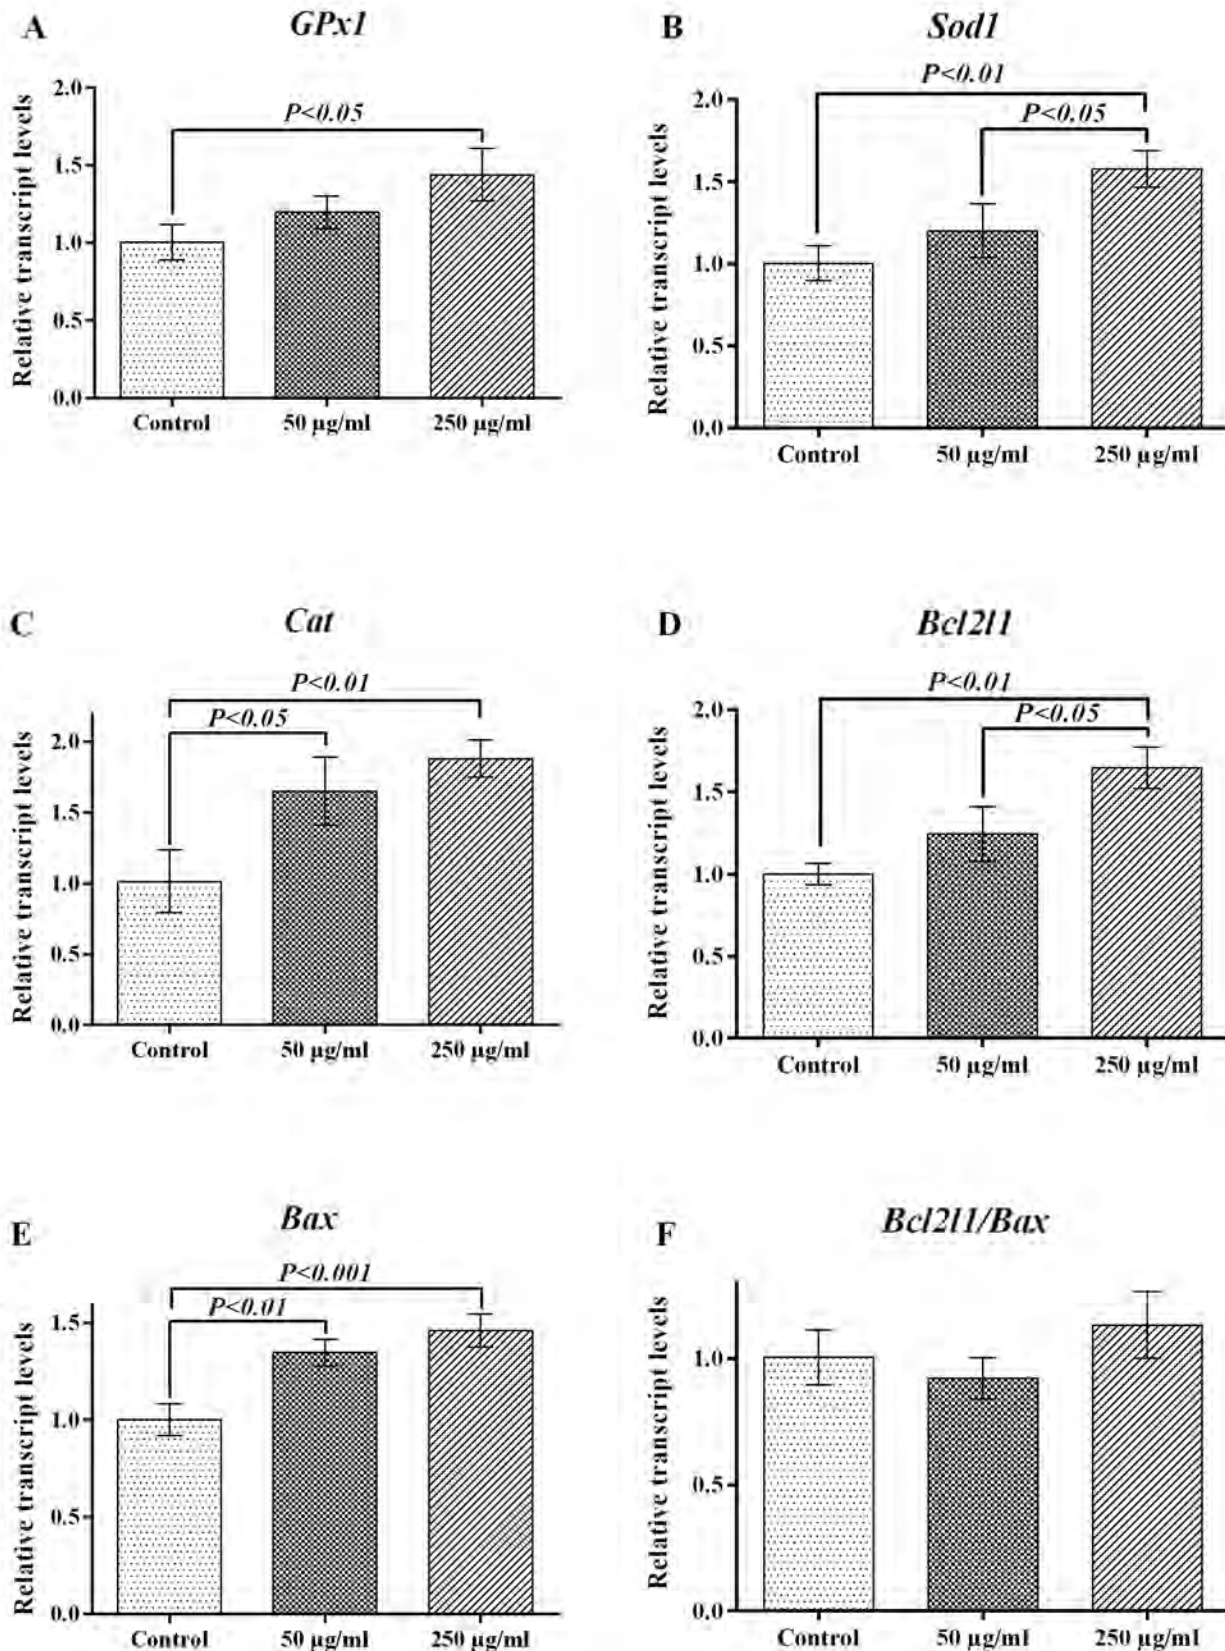 A
GPx1
P<0.05
Relative transcript levels
2.0
1.5
1.0
0.5
0.0
Control 50 µg/ml 250 µg/ml
B
Sod1
P<0.01
P<0.05
Relative transcript levels
2.0
1.5
1.0
0.5
0.0
Control 50 µg/ml 250 µg/ml
C
Cat
P<0.01
P<0.05
Relative transcript levels
2.0
1.5
1.0
0.5
0.0
Control 50 µg/ml 250 µg/ml
D
Bcl2l1
P<0.01
P<0.05
Relative transcript levels
2.0
1.5
1.0
0.5
0.0
Control 50 µg/ml 250 µg/ml
E
Bax
P<0.001
P<0.01
Relative transcript levels
1.5
1.0
0.5
0.0
Control 50 µg/ml 250 µg/ml
F
Bcl2l1/Bax
Relative transcript levels
1.0
0.5
0.0
Control 50 µg/ml 250 µg/ml